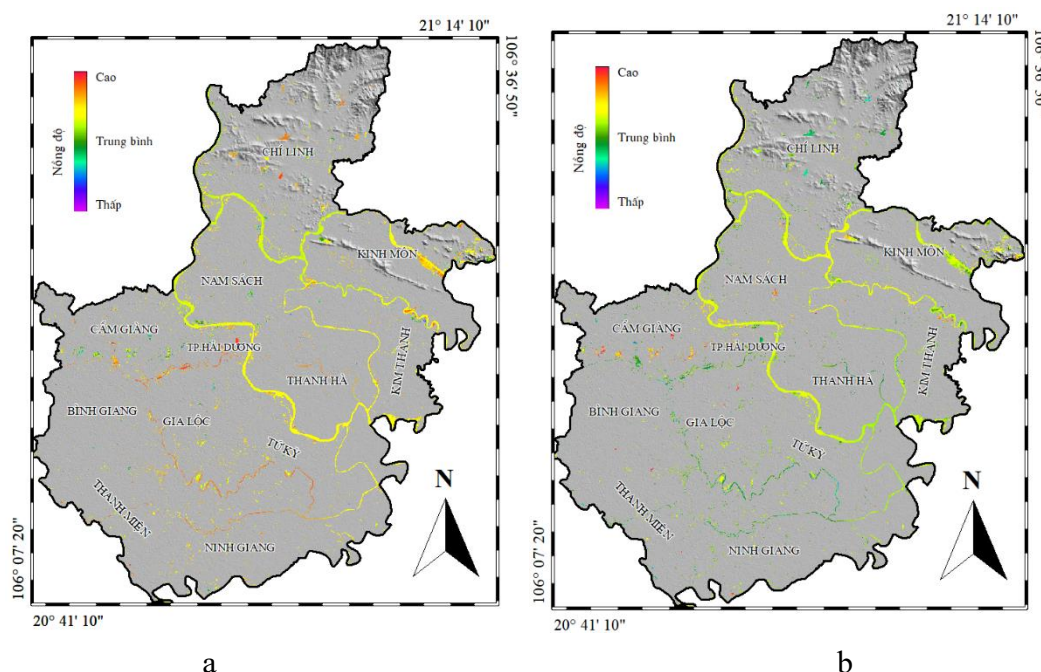 21° 14' 10"
106° 36' 50"
Cao
Trung bình
Thấp
Nồng độ
CHÍ LINH
KINH MÔN
NAM SÁCH
CẨM GIÀNG
TP.HẢI DƯƠNG
KIM THÀNH
THANH HÀ
BÌNH GIANG
GIA LỘC
TỨ KỲ
THANH MIỆN
NINH GIANG
N
106° 07' 20"
20° 41' 10"
a
21° 14' 10"
Cao
Trung bình
Thấp
Nồng độ
CHÍ LINH
KINH MÔN
NAM SÁCH
CẨM GIÀNG
TP.HẢI DƯƠNG
KIM THÀNH
THANH HÀ
BÌNH GIANG
GIA LỘC
TỨ KỲ
THANH MIỆN
NINH GIANG
N
106° 07' 20"
20° 41' 10"
b